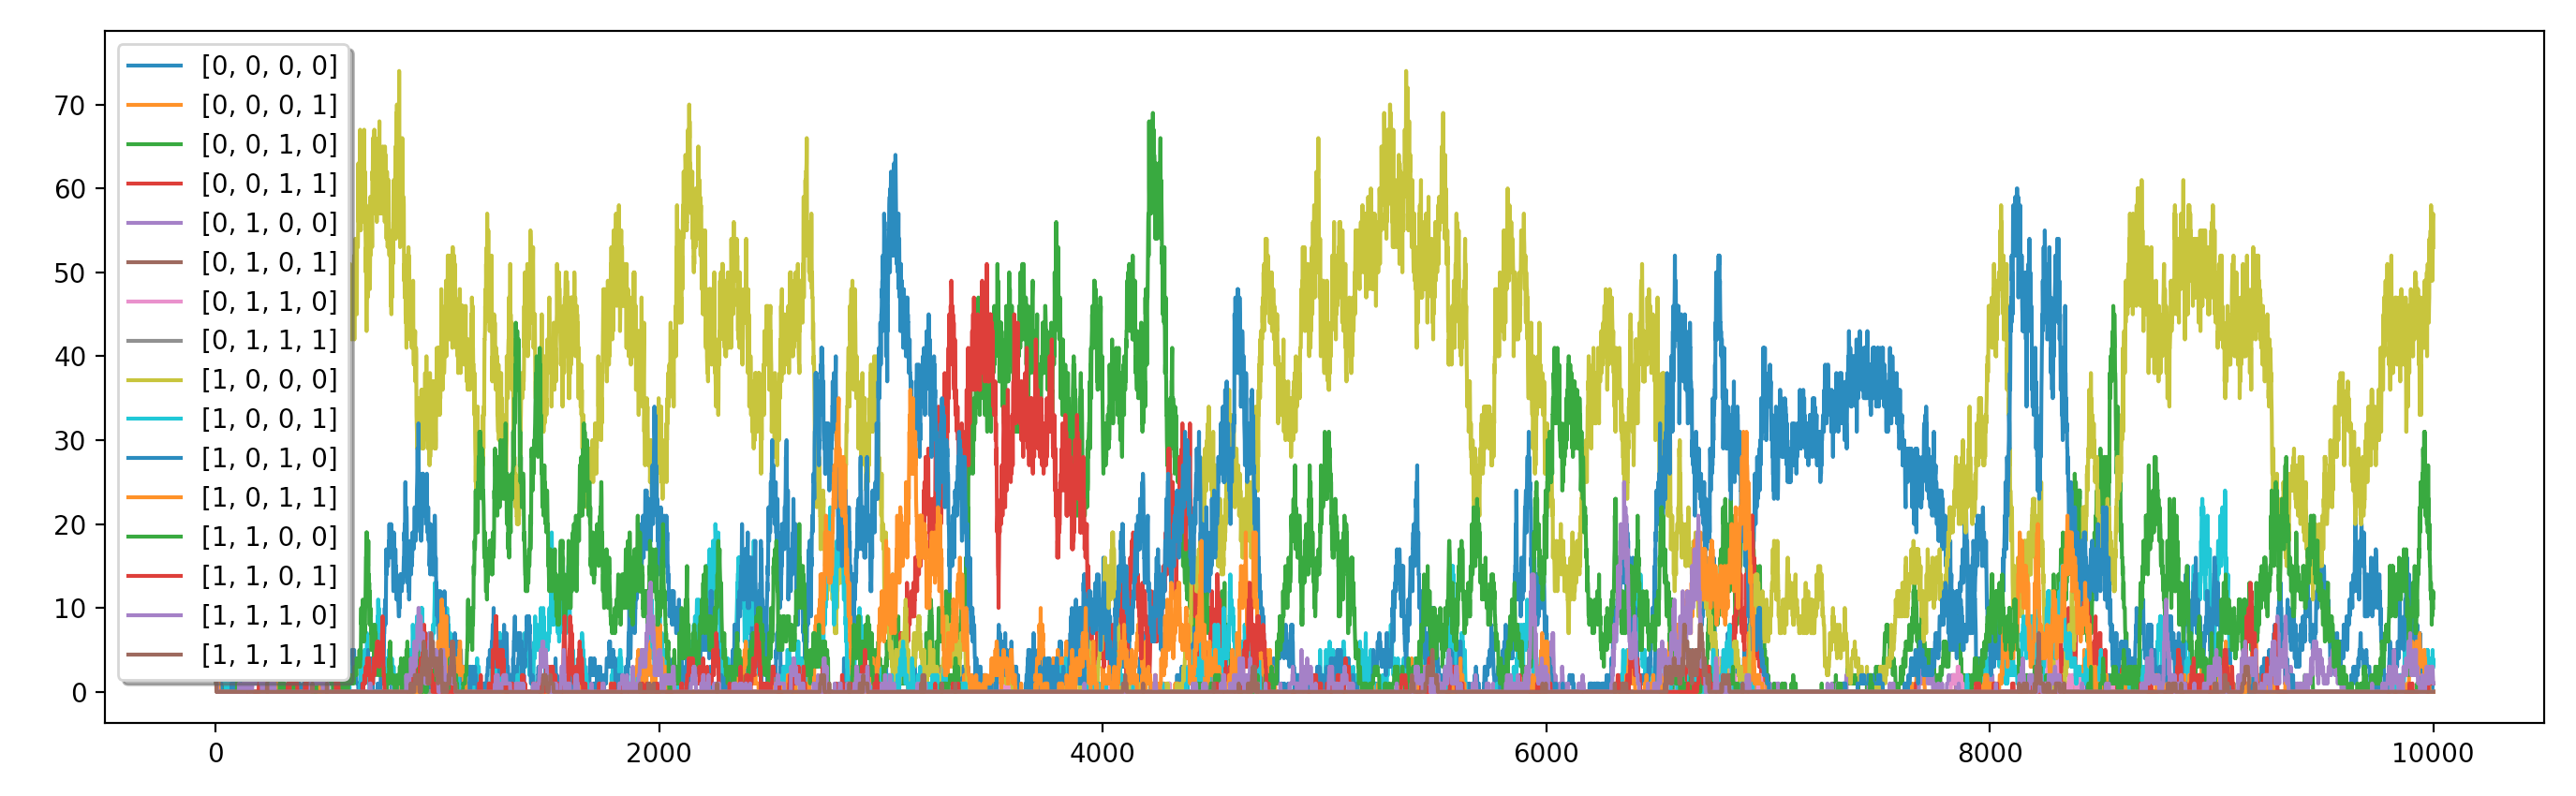 70
60
50
40
30
20
10
0
[0, 0, 0, 0]
[0, 0, 0, 1]
[0, 0, 1, 0]
[0, 0, 1, 1]
[0, 1, 0, 0]
[0, 1, 0, 1]
[0, 1, 1, 0]
[0, 1, 1, 1]
[1, 0, 0, 0]
[1, 0, 0, 1]
[1, 0, 1, 0]
[1, 0, 1, 1]
[1, 1, 0, 0]
[1, 1, 0, 1]
[1, 1, 1, 0]
[1, 1, 1, 1]
0 2000 4000 6000 8000 10000